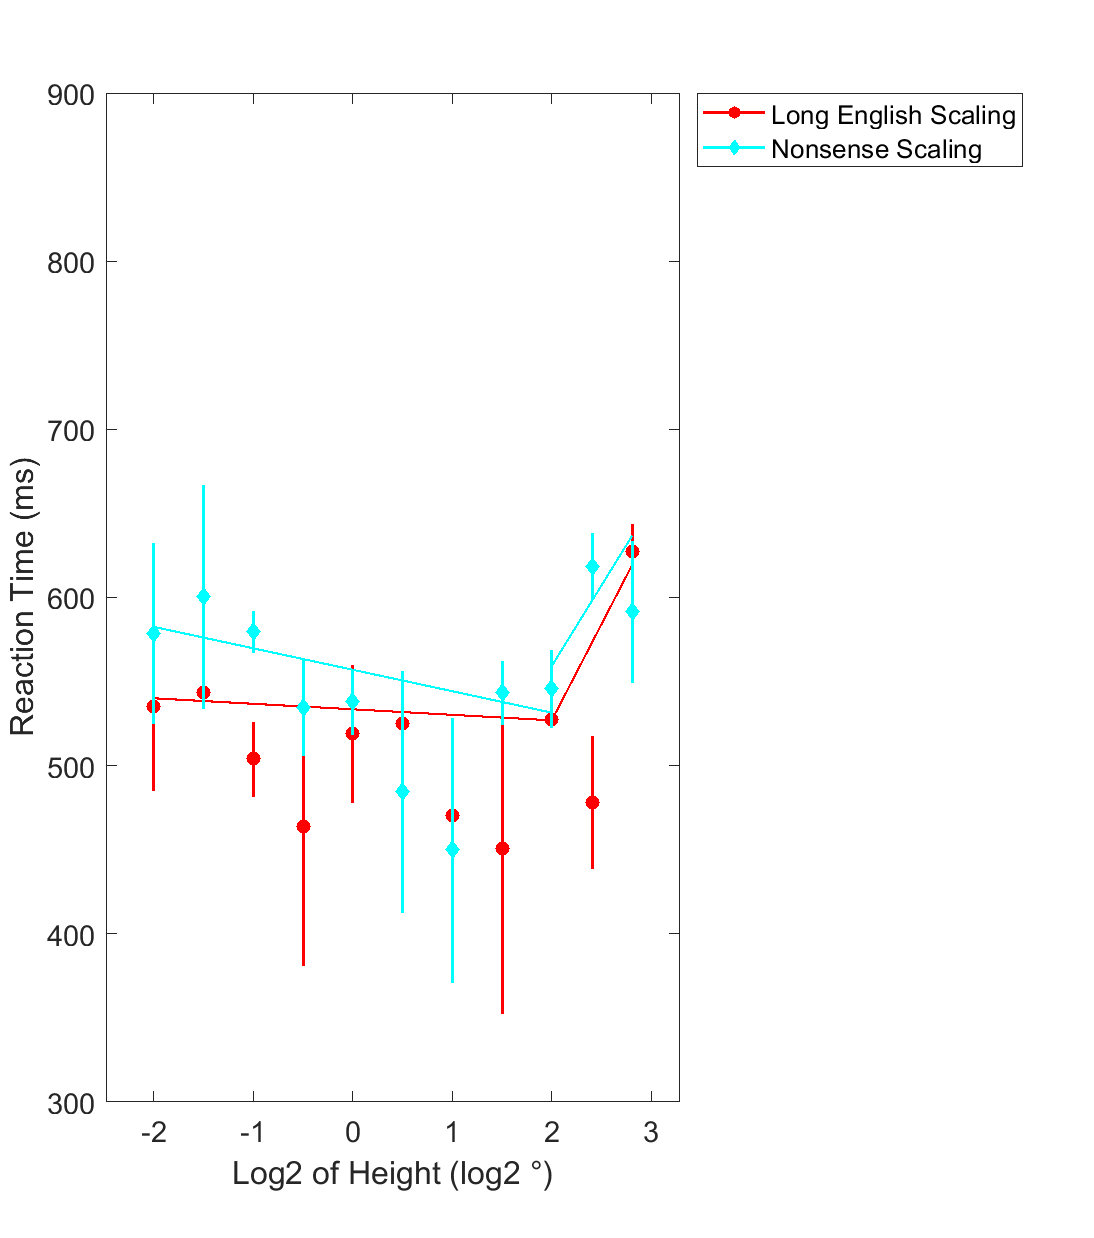 900
800
700
600
500
400
300
-2 -1 0 1 2 3
Reaction Time (ms)
Log2 of Height (log2 °)
Long English Scaling
Nonsense Scaling